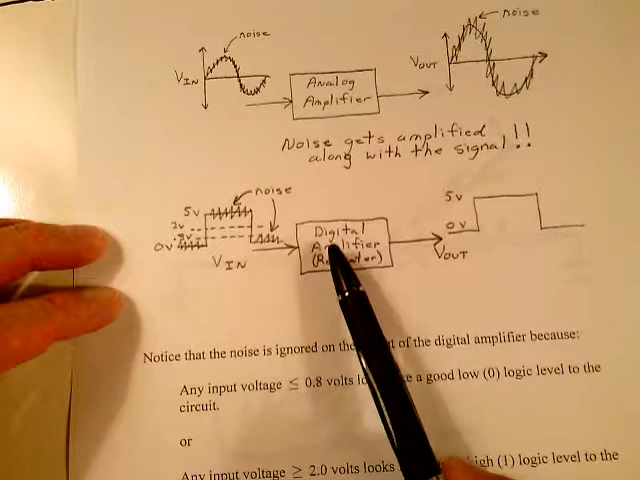 noise
noise
VIN
Analog
Amplifier
VOUT
Noise gets amplified
along with the signal!!
noise
5v
2v
.8v
0v
VIN
Digital
5v
0v
VOUT
Notice that the noise is ignored on the of the digital amplifier because:
Any input voltage ≤ 0.8 volts a good low (0) logic level to the
circuit.
or
Any input voltage ≥ 2.0 volts looks (1) logic level to the